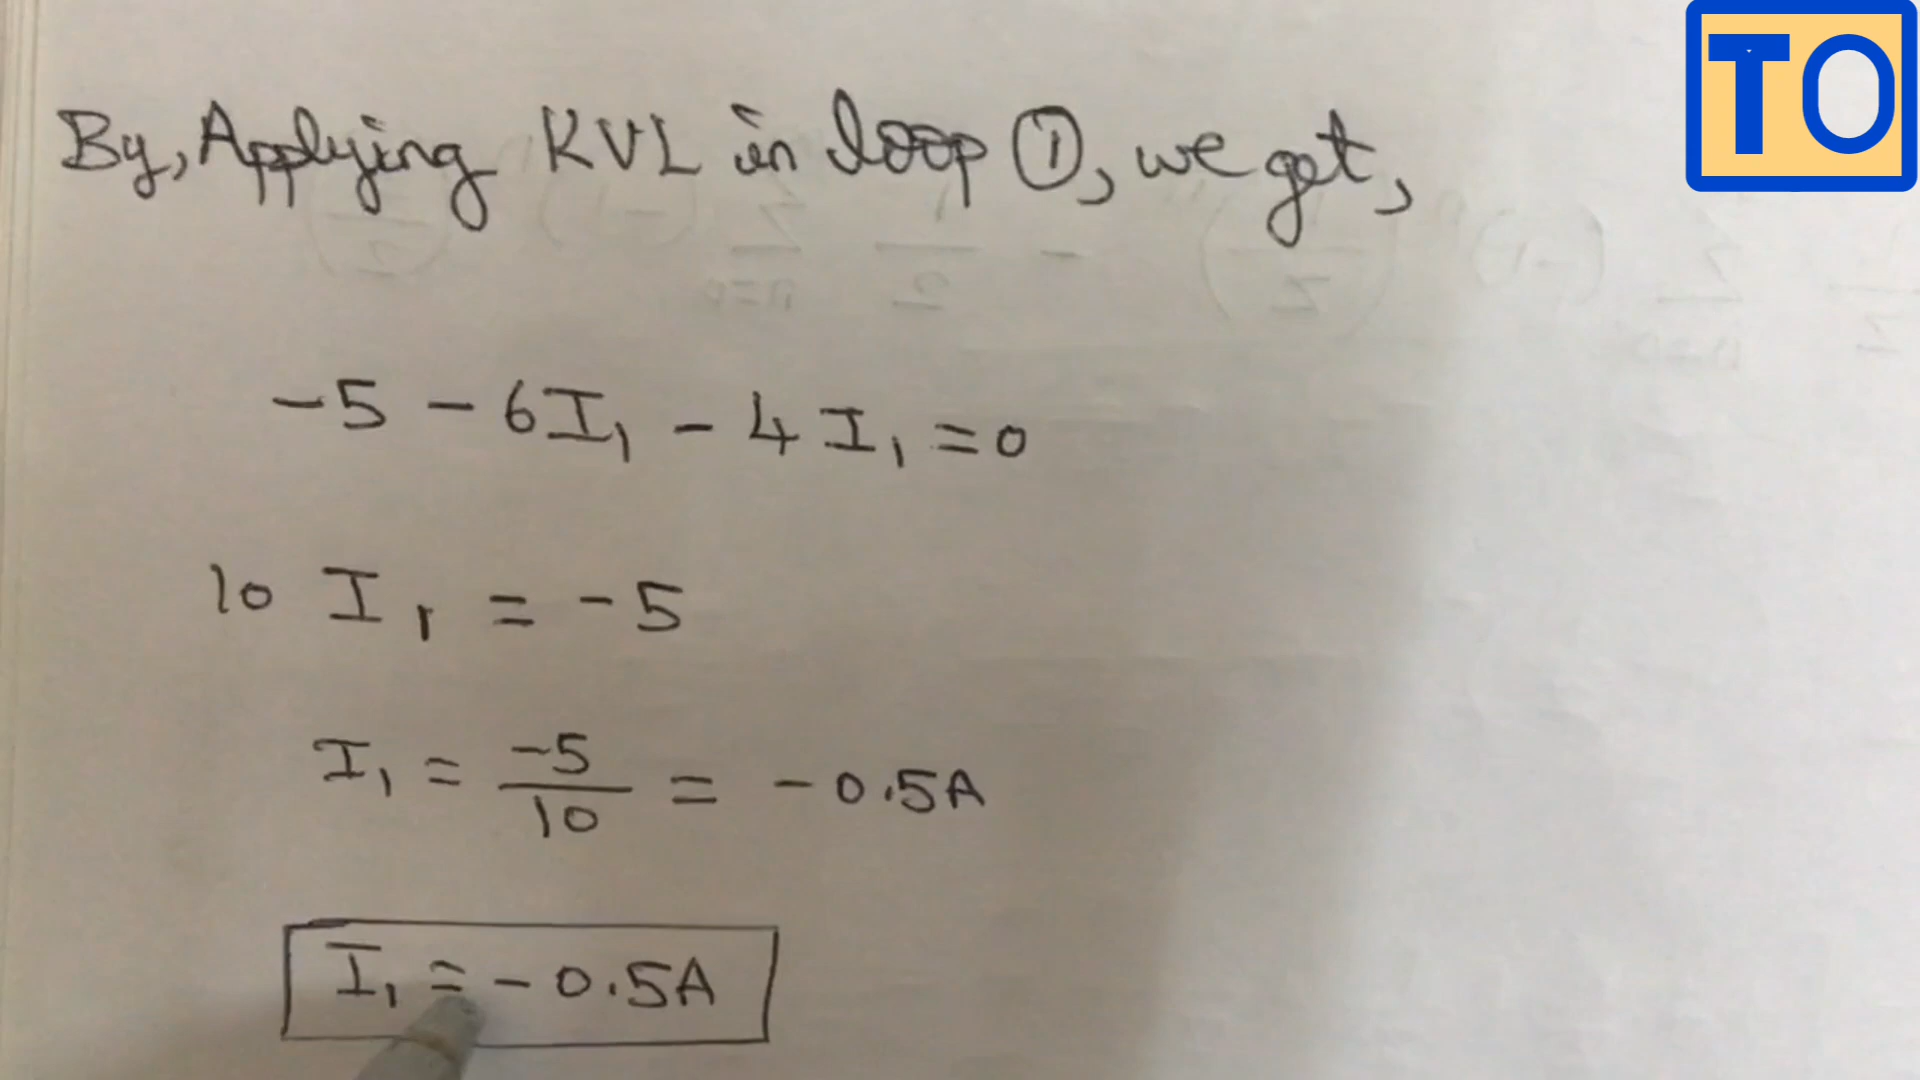 TO
By, Applying KVL in loop ①, we get,
-5 - 6I₁ - 4I₁ = 0
10 I₁ = -5
I₁ = -5/10 = -0.5A
I₁ = -0.5A